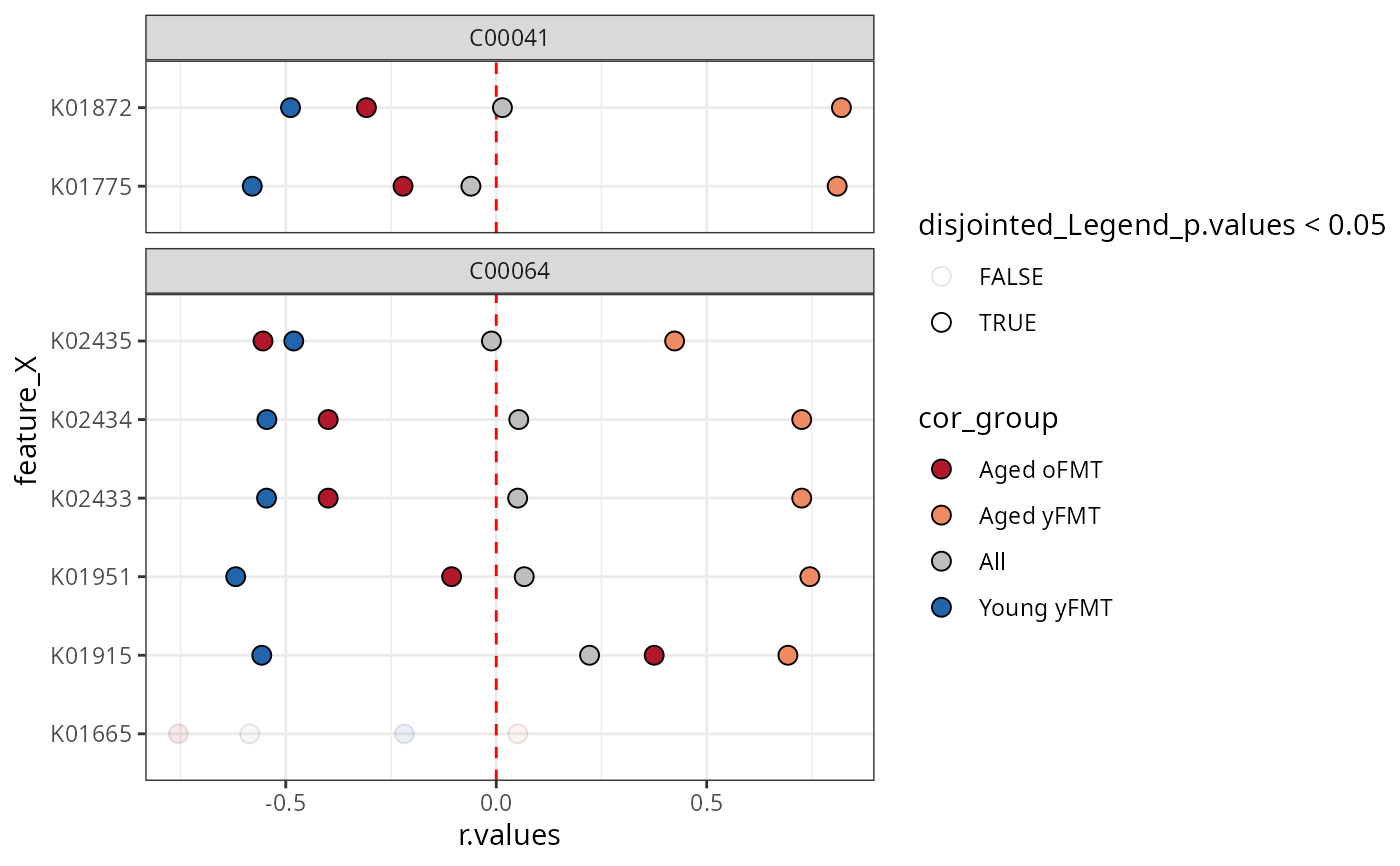 C00041
K01872
K01775
C00064
K02435
K02434
K02433
K01951
K01915
K01665
feature_X
-0.5 0.0 0.5
r.values
disjointed_Legend_p.values < 0.05
FALSE
TRUE
cor_group
Aged oFMT
Aged yFMT
All
Young yFMT